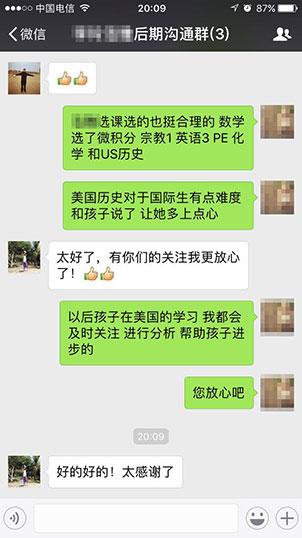 中国电信 20:09 87%
微信 后期沟通群(3)
选课选的也挺合理的 数学
选了微积分 宗教1 英语3 PE 化
学 和US历史
美国历史对于国际生有点难度
和孩子说了 让她多上点心
太好了，有你们的关注我更放心
了！
以后孩子在美国的学习 我都会
及时关注 进行分析 帮助孩子进
步的
您放心吧
20:09
好的好的！太感谢了